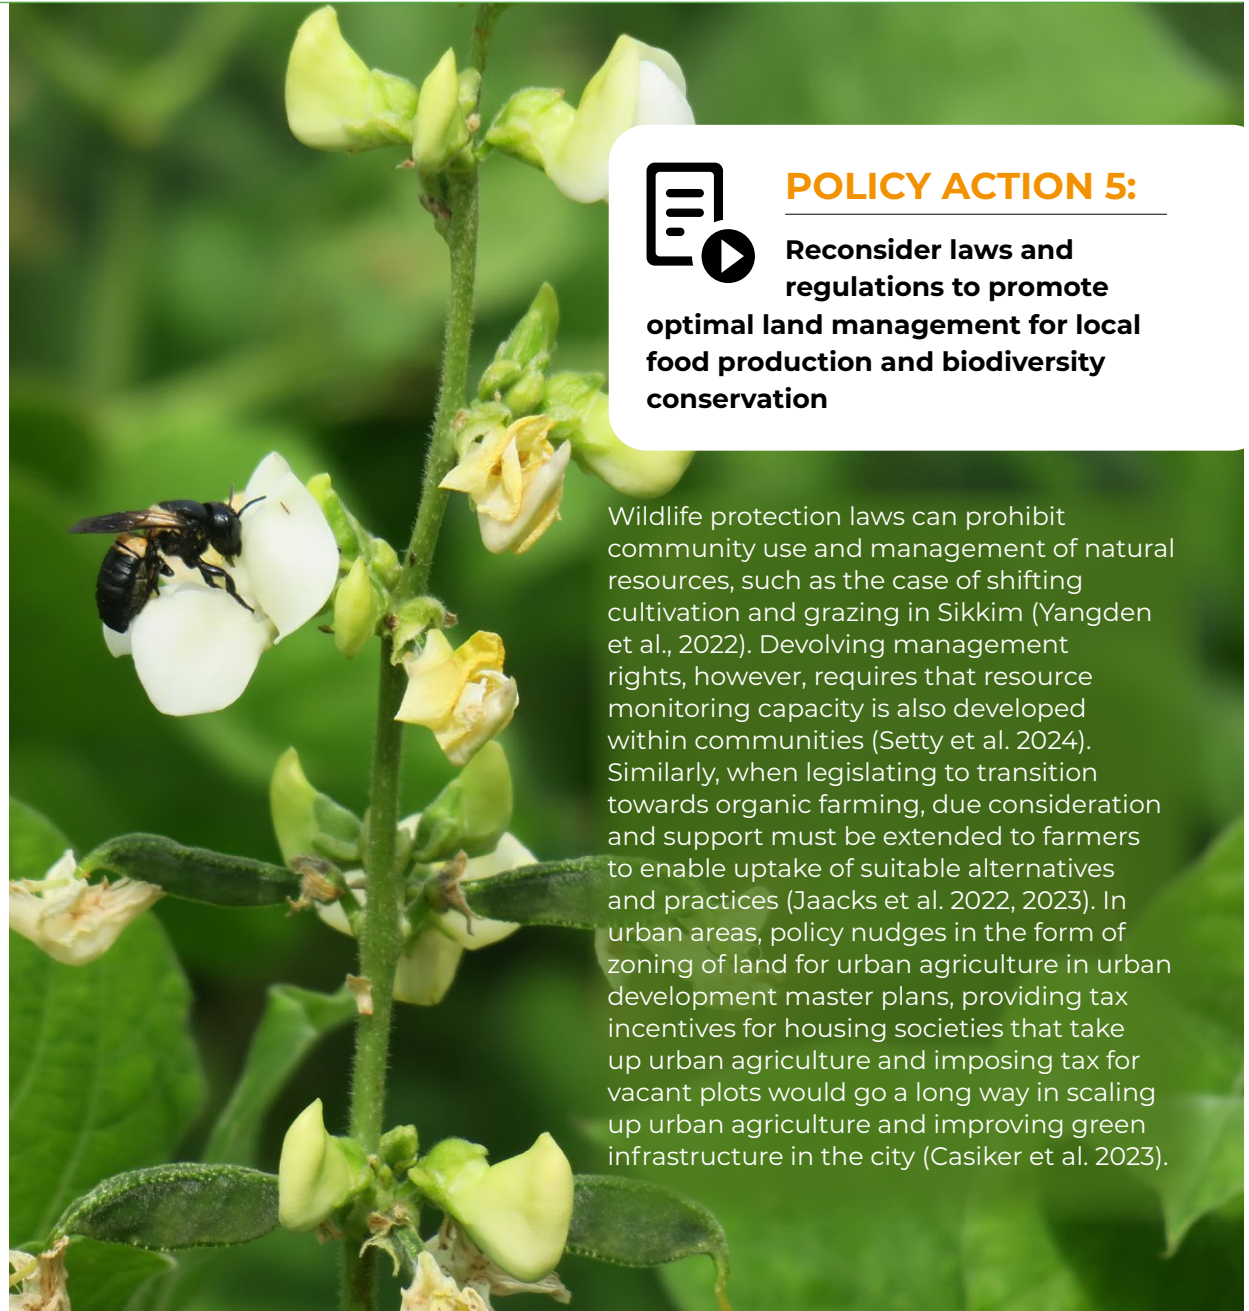 POLICY ACTION 5:
Reconsider laws and
regulations to promote
optimal land management for local
food production and biodiversity
conservation
Wildlife protection laws can prohibit
community use and management of natural
resources, such as the case of shifting
cultivation and grazing in Sikkim (Yangden
et al., 2022). Devolving management
rights, however, requires that resource
monitoring capacity is also developed
within communities (Setty et al. 2024).
Similarly, when legislating to transition
towards organic farming, due consideration
and support must be extended to farmers
to enable uptake of suitable alternatives
and practices (Jaacks et al. 2022, 2023). In
urban areas, policy nudges in the form of
zoning of land for urban agriculture in urban
development master plans, providing tax
incentives for housing societies that take
up urban agriculture and imposing tax for
vacant plots would go a long way in scaling
up urban agriculture and improving green
infrastructure in the city (Casiker et al. 2023).